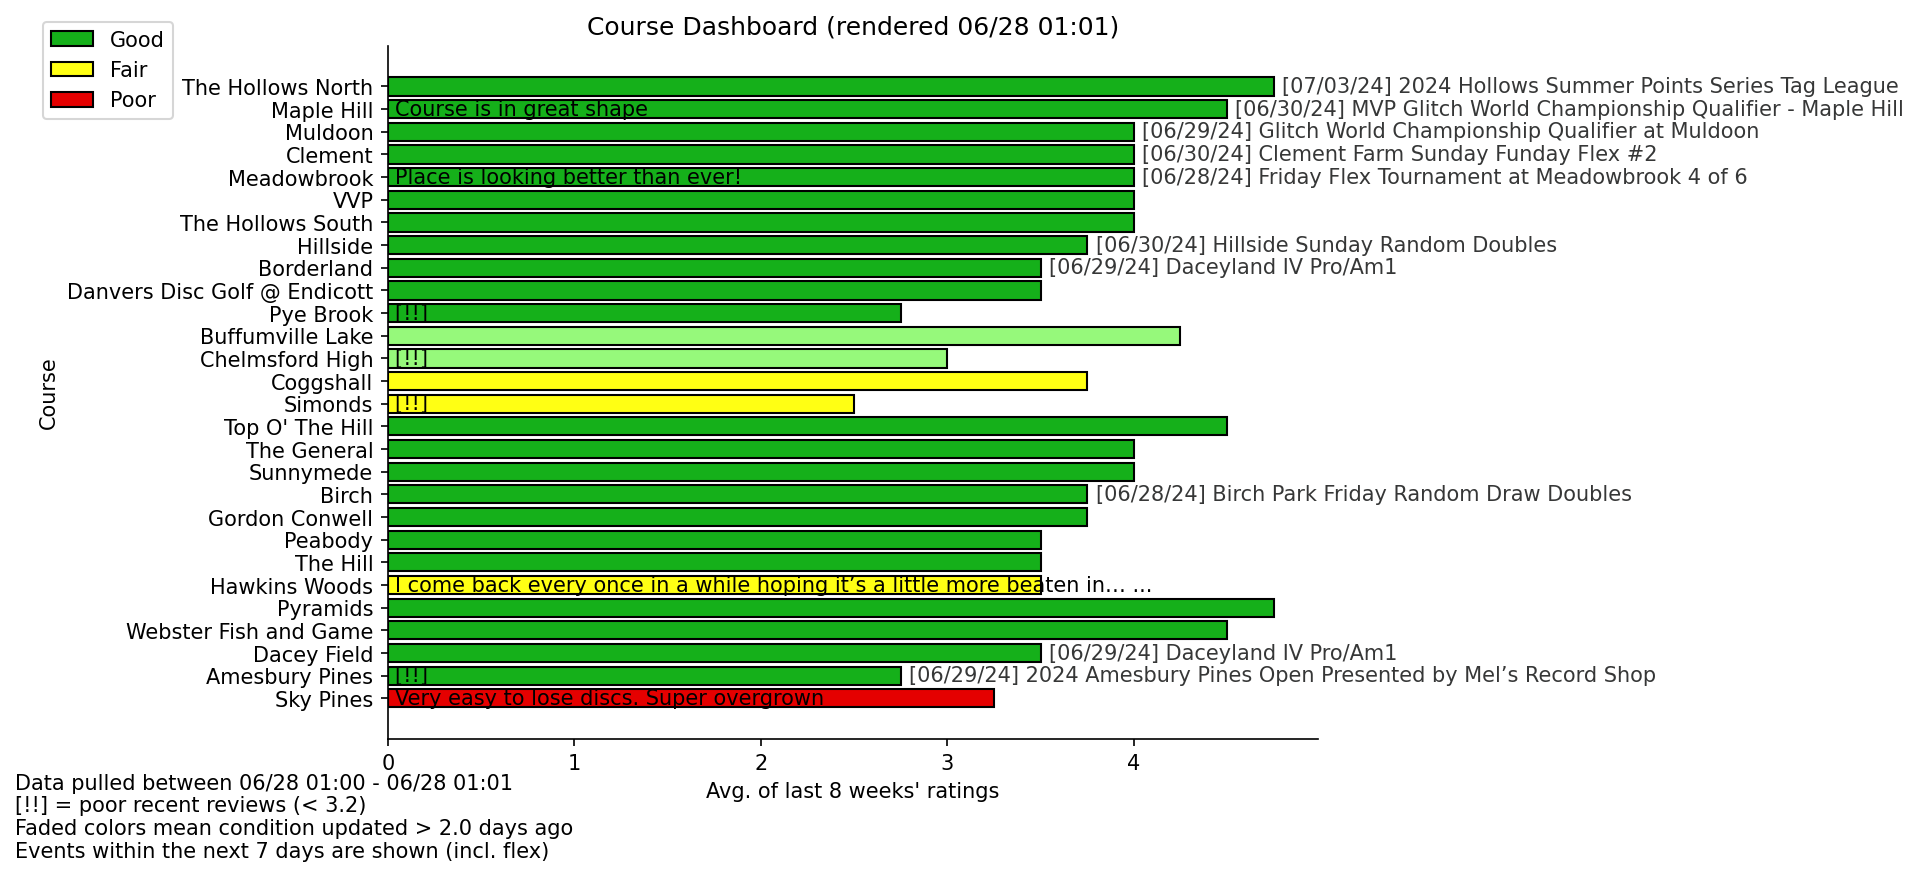 Course Dashboard (rendered 06/28 01:01)
Good
Fair
Poor
The Hollows North [07/03/24] 2024 Hollows Summer Points Series Tag League
Maple Hill Course is in great shape [06/30/24] MVP Glitch World Championship Qualifier - Maple Hill
Muldoon [06/29/24] Glitch World Championship Qualifier at Muldoon
Clement [06/30/24] Clement Farm Sunday Funday Flex #2
Meadowbrook Place is looking better than ever! [06/28/24] Friday Flex Tournament at Meadowbrook 4 of 6
VVP
The Hollows South
Hillside [06/30/24] Hillside Sunday Random Doubles
Borderland [06/29/24] Daceyland IV Pro/Am1
Danvers Disc Golf @ Endicott
Pye Brook [!!]
Buffumville Lake
Chelmsford High [!!]
Coggshall
Simonds [!!]
Top O' The Hill
The General
Sunnymede
Birch [06/28/24] Birch Park Friday Random Draw Doubles
Gordon Conwell
Peabody
The Hill
Hawkins Woods I come back every once in a while hoping it’s a little more beaten in... ...
Pyramids
Webster Fish and Game
Dacey Field [06/29/24] Daceyland IV Pro/Am1
Amesbury Pines [!!] [06/29/24] 2024 Amesbury Pines Open Presented by Mel’s Record Shop
Sky Pines Very easy to lose discs. Super overgrown
Course
0 1 2 3 4
Avg. of last 8 weeks' ratings
Data pulled between 06/28 01:00 - 06/28 01:01
[!!] = poor recent reviews (< 3.2)
Faded colors mean condition updated > 2.0 days ago
Events within the next 7 days are shown (incl. flex)